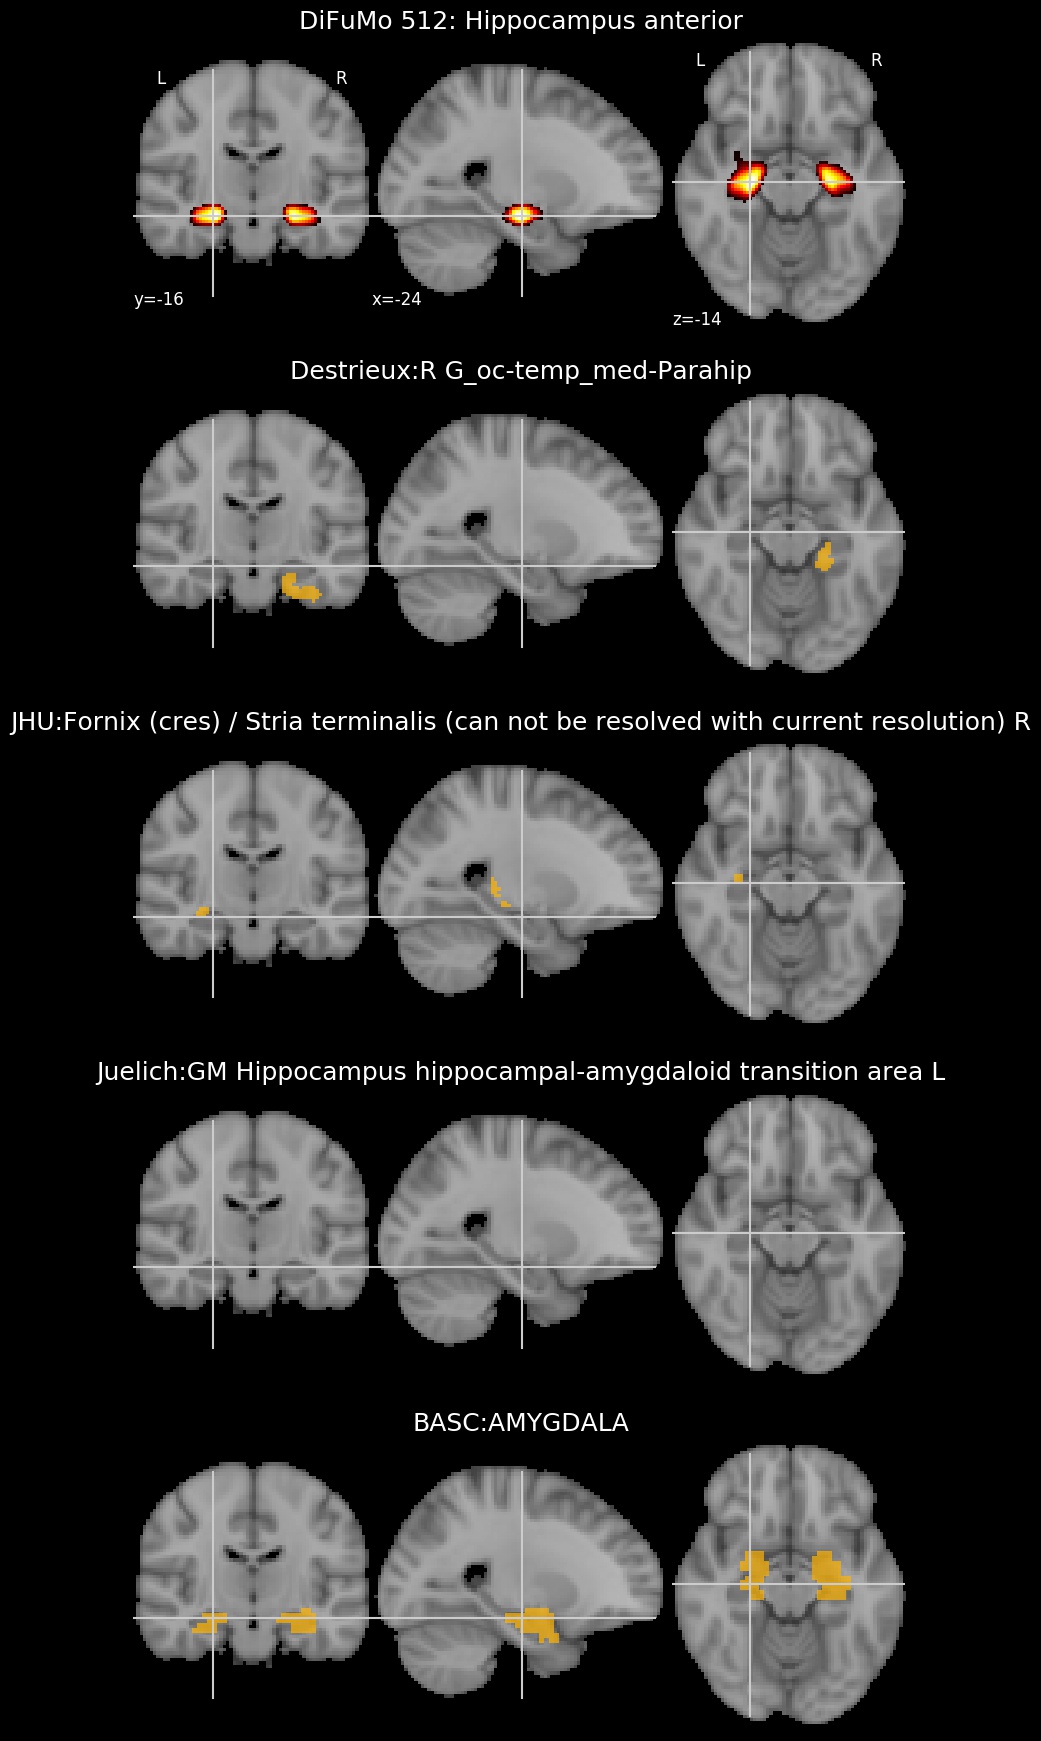 DiFuMo 512: Hippocampus anterior
L R L R
y=-16 x=-24 z=-14
Destrieux:R G_oc-temp_med-Parahip
JHU:Fornix (cres) / Stria terminalis (can not be resolved with current resolution) R
Juelich:GM Hippocampus hippocampal-amygdaloid transition area L
BASC:AMYGDALA